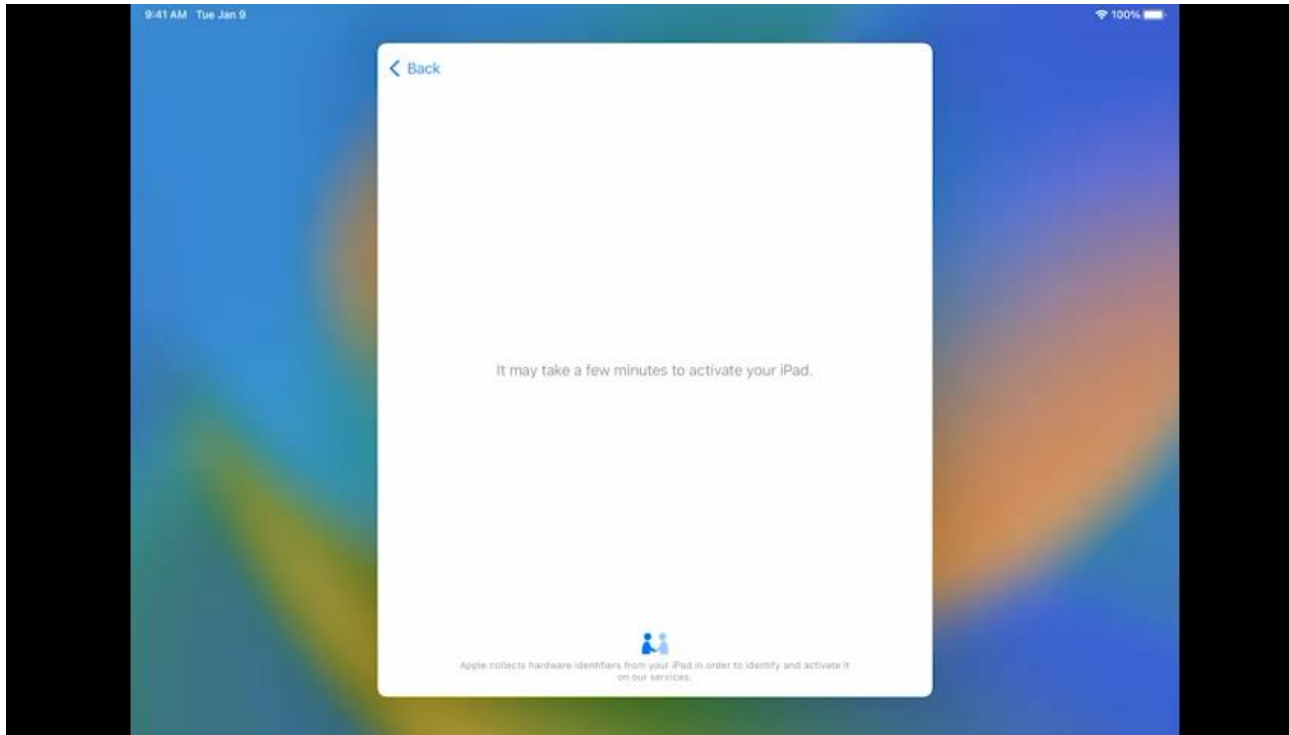 9:41 AM Tue Jan 9
100%
Back
It may take a few minutes to activate your iPad.
Apple collects hardware identifiers from your iPad in order to identify and activate it
on our services.